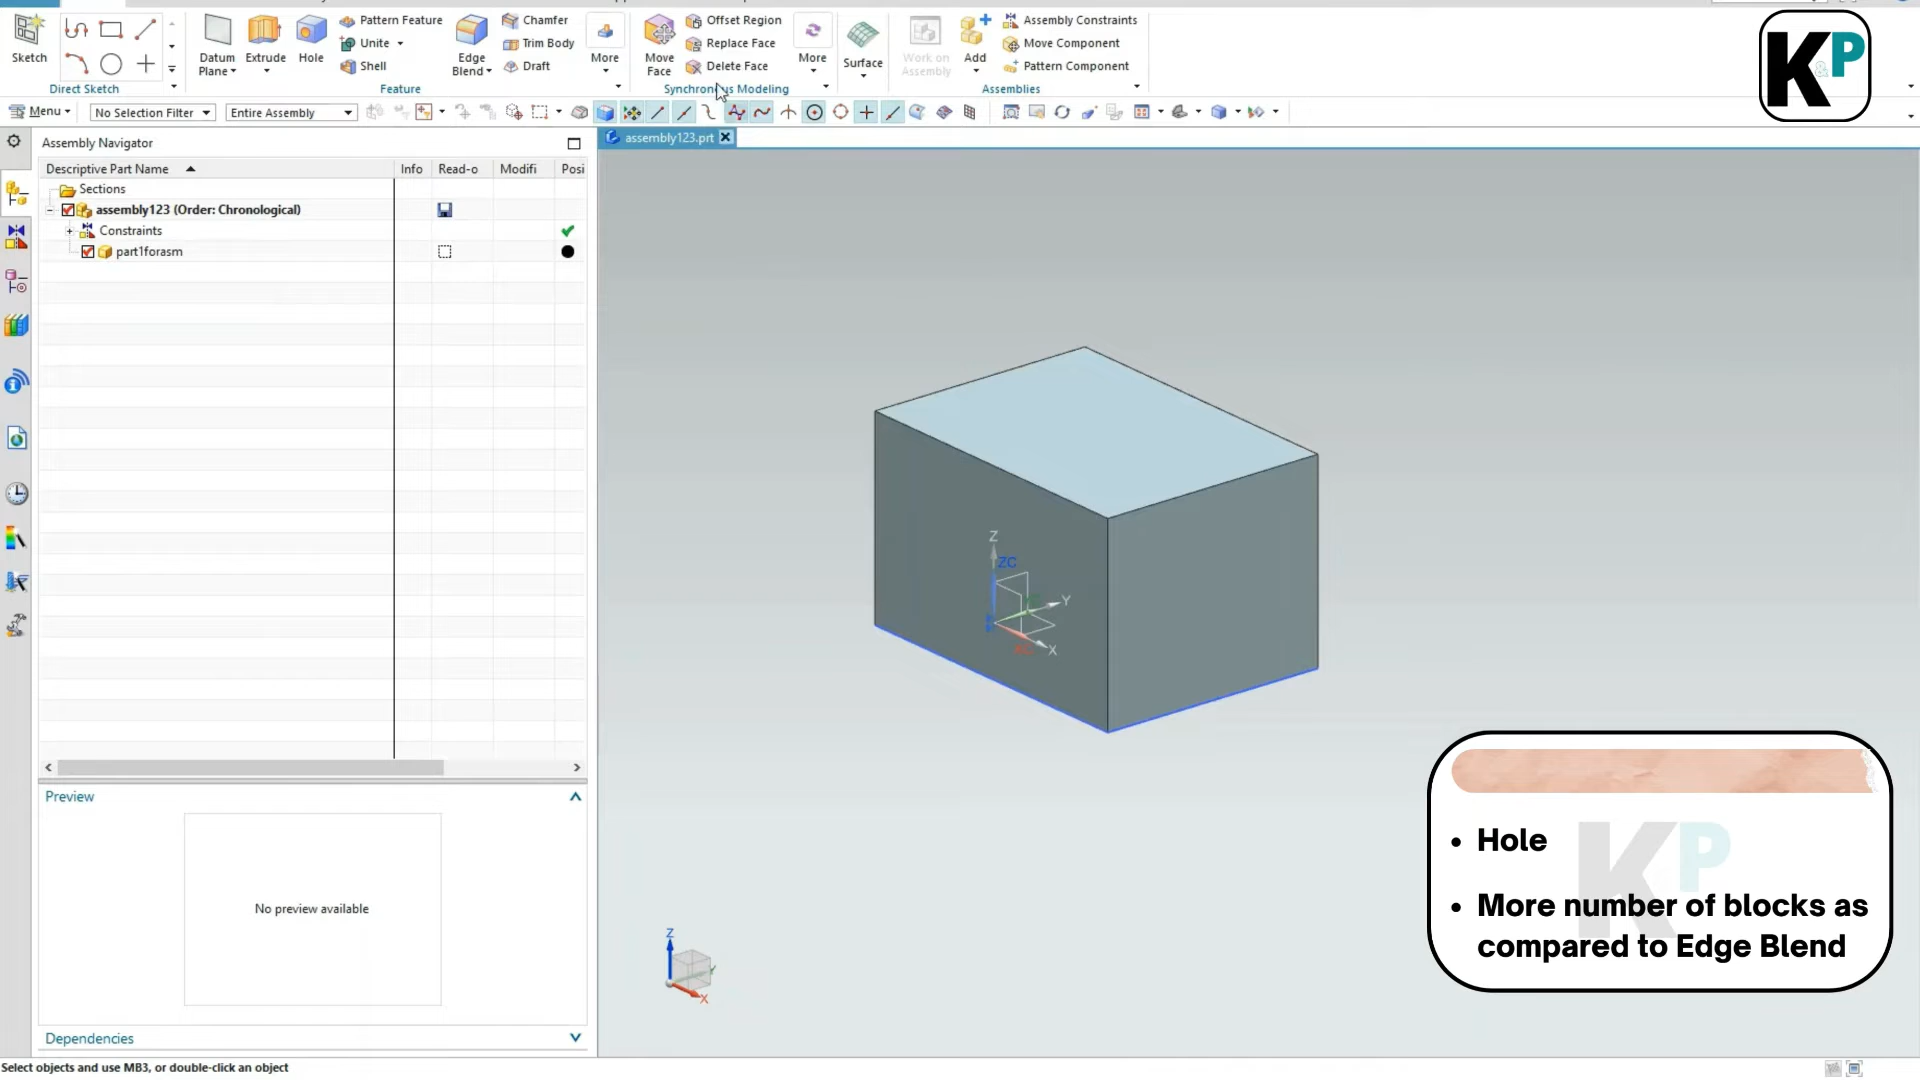 Sketch
Direct Sketch
Datum Plane
Extrude
Hole
Pattern Feature
Unite
Shell
Edge Blend
Chamfer
Trim Body
Draft
More
Feature
Move Face
Offset Region
Replace Face
Delete Face
More
Synchronous Modeling
Surface
Work on Assembly
Add
Assembly Constraints
Move Component
Pattern Component
Assemblies
K&P
Menu
No Selection Filter
Entire Assembly
Assembly Navigator
assembly123.prt
Descriptive Part Name Info Read-o Modifi Posi
Sections
assembly123 (Order: Chronological)
Constraints
part1forasm
Z
ZC
Y
X
Preview
No preview available
Dependencies
Z
X
KP
Hole
More number of blocks as
compared to Edge Blend
Select objects and use MB3, or double-click an object